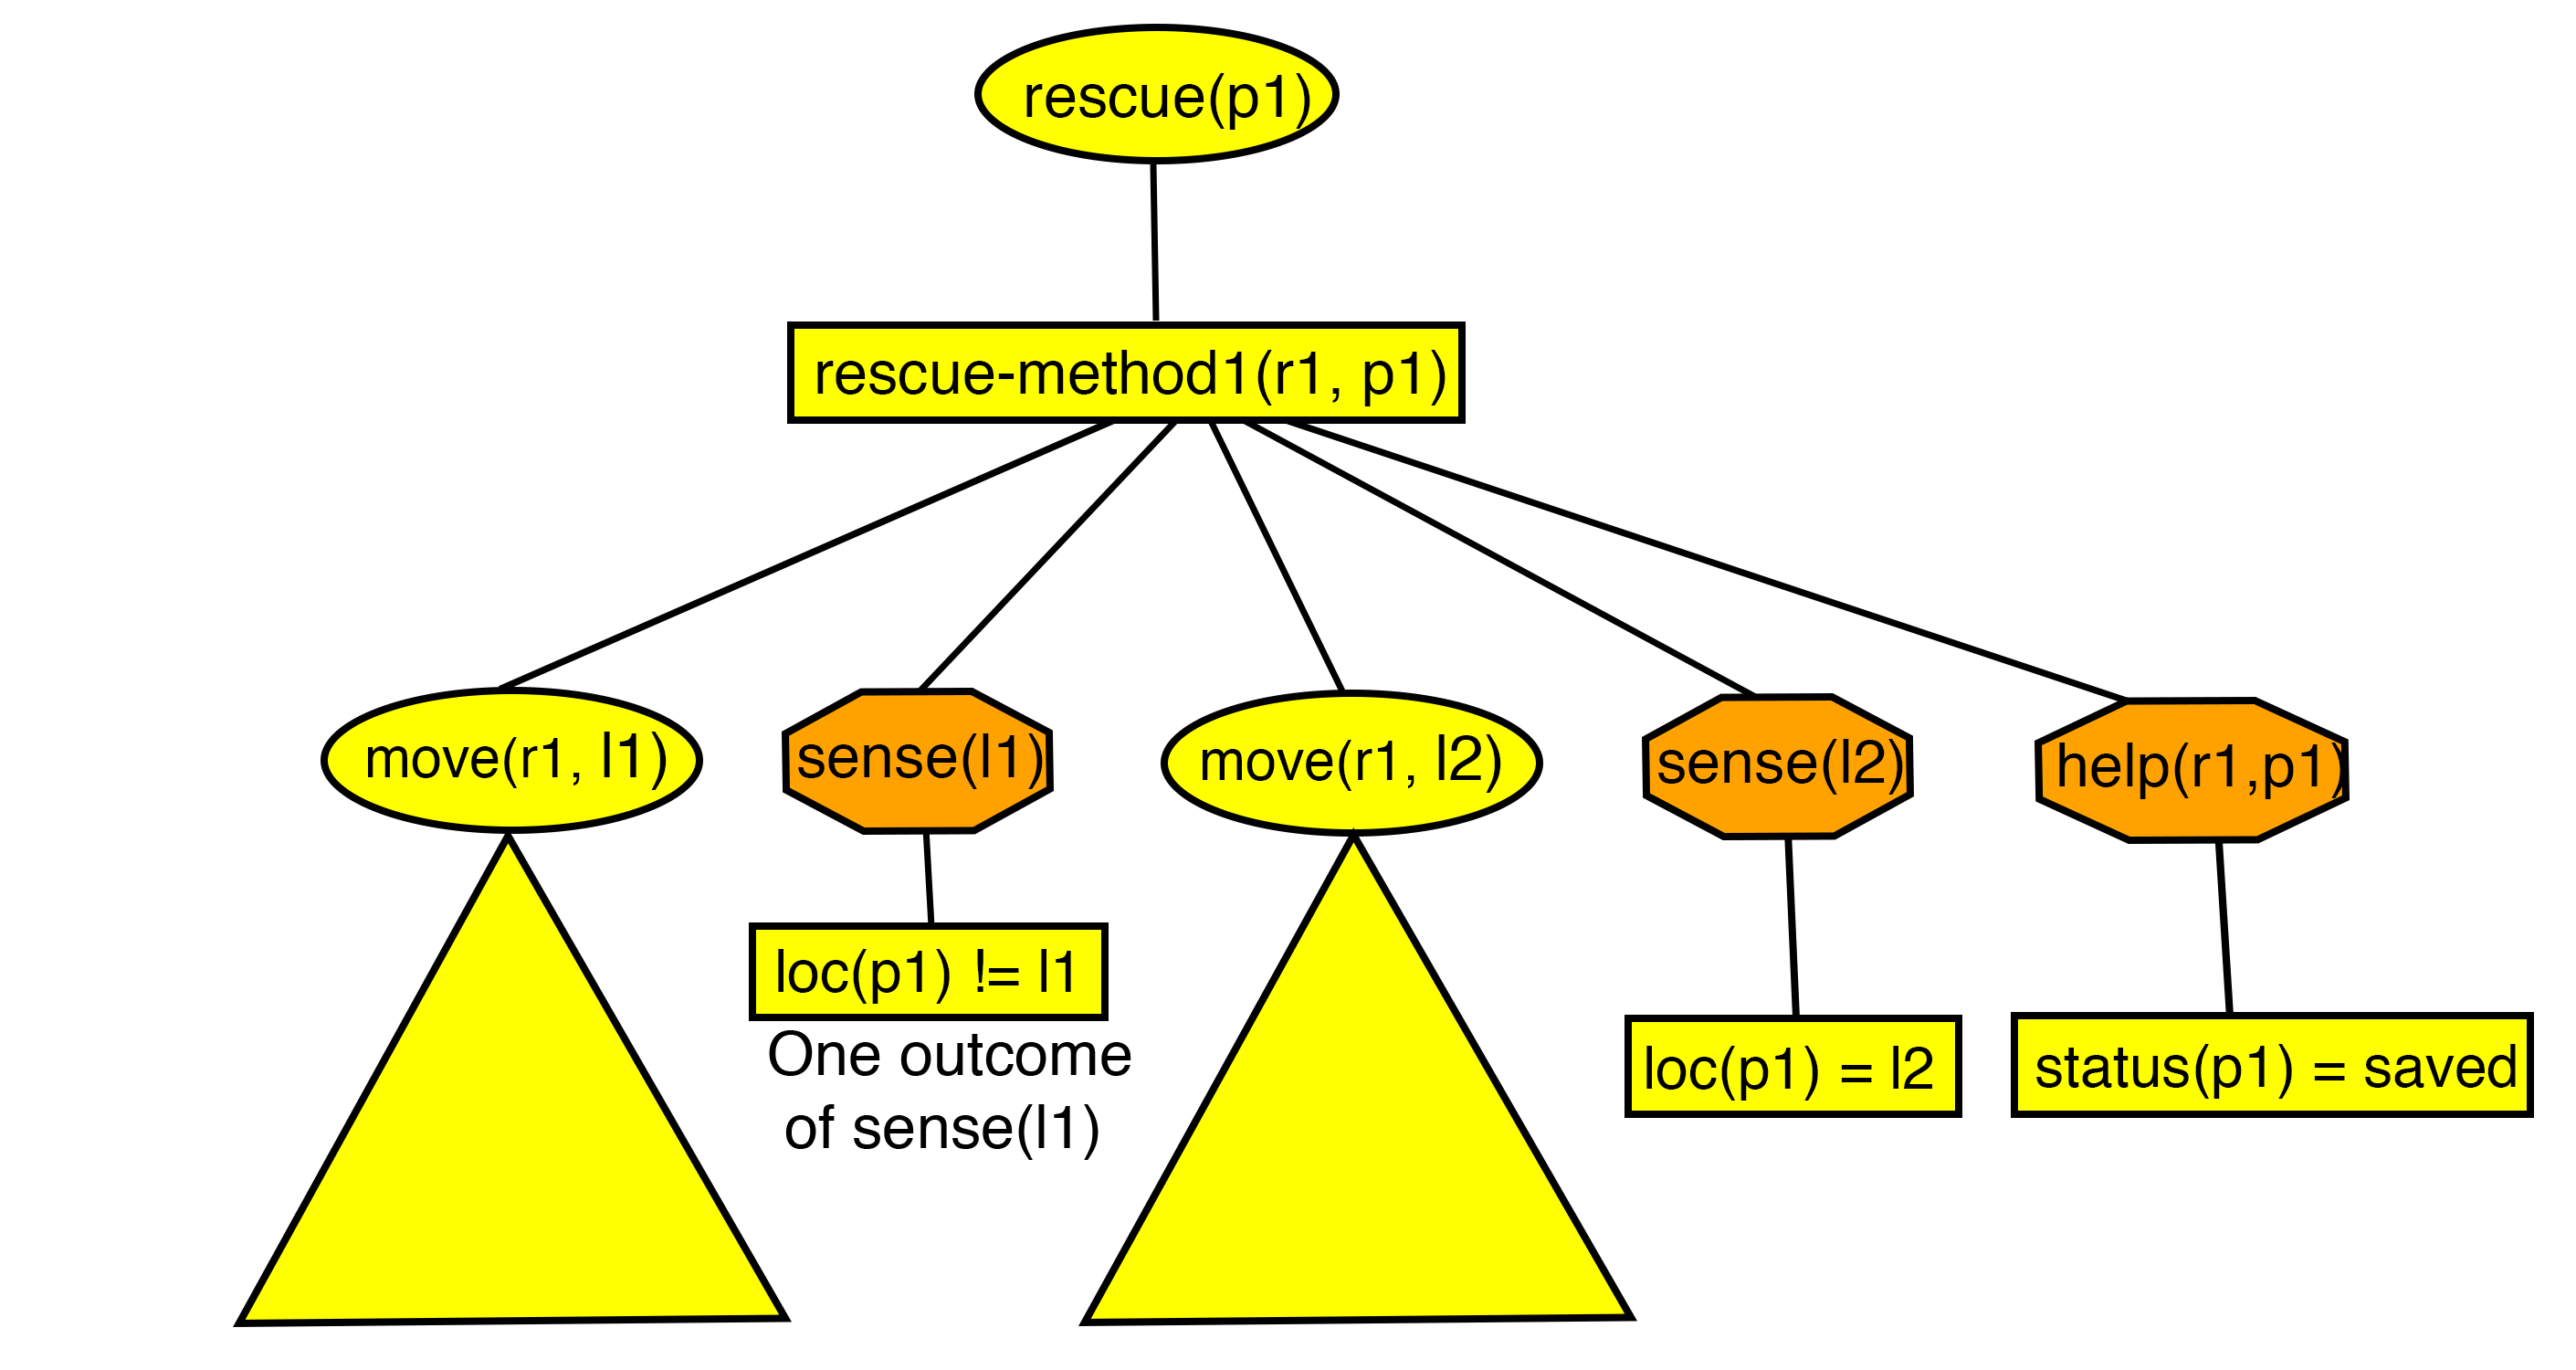 rescue(p1)
rescue-method1(r1, p1)
move(r1, l1)
sense(l1)
move(r1, l2)
sense(l2)
help(r1,p1)
loc(p1) != l1
One outcome
of sense(l1)
loc(p1) = l2
status(p1) = saved